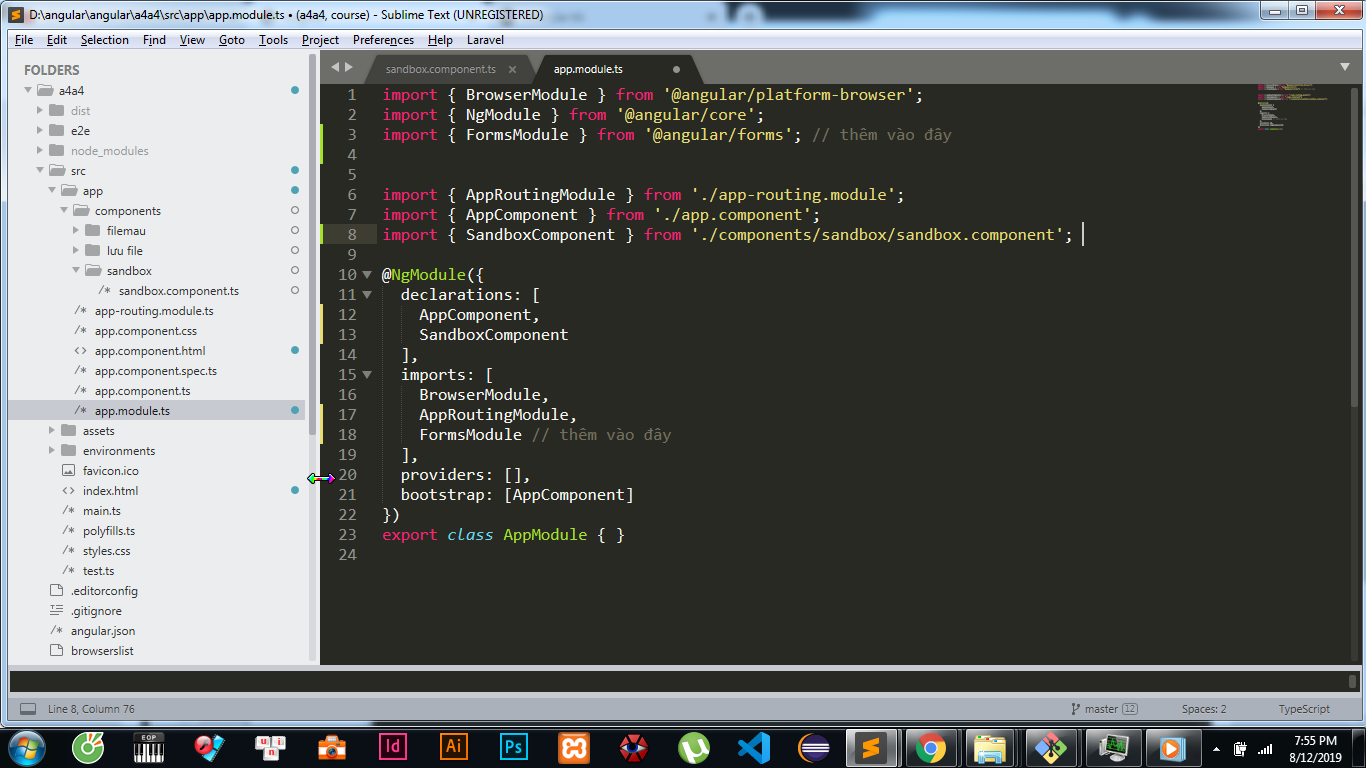 D:\angular\angular\a4a4\src\app\app.module.ts • (a4a4, course) - Sublime Text (UNREGISTERED)
File Edit Selection Find View Goto Tools Project Preferences Help Laravel
FOLDERS
a4a4
dist
e2e
node_modules
src
app
components
filemau
lưu file
sandbox
/* sandbox.component.ts
/* app-routing.module.ts
/* app.component.css
<> app.component.html
/* app.component.spec.ts
/* app.component.ts
/* app.module.ts
assets
environments
favicon.ico
<> index.html
/* main.ts
/* polyfills.ts
/* styles.css
/* test.ts
.editorconfig
.gitignore
/* angular.json
browserslist
sandbox.component.ts × app.module.ts
1 import { BrowserModule } from '@angular/platform-browser';
2 import { NgModule } from '@angular/core';
3 import { FormsModule } from '@angular/forms'; // thêm vào đây
4
5
6 import { AppRoutingModule } from './app-routing.module';
7 import { AppComponent } from './app.component';
8 import { SandboxComponent } from './components/sandbox/sandbox.component';
9
10 @NgModule({
11 declarations: [
12 AppComponent,
13 SandboxComponent
14 ],
15 imports: [
16 BrowserModule,
17 AppRoutingModule,
18 FormsModule // thêm vào đây
19 ],
20 providers: [],
21 bootstrap: [AppComponent]
22 })
23 export class AppModule { }
24
Line 8, Column 76 master 12 Spaces: 2 TypeScript
EOP
u i n
Id
Ai
Ps
7:55 PM
8/12/2019